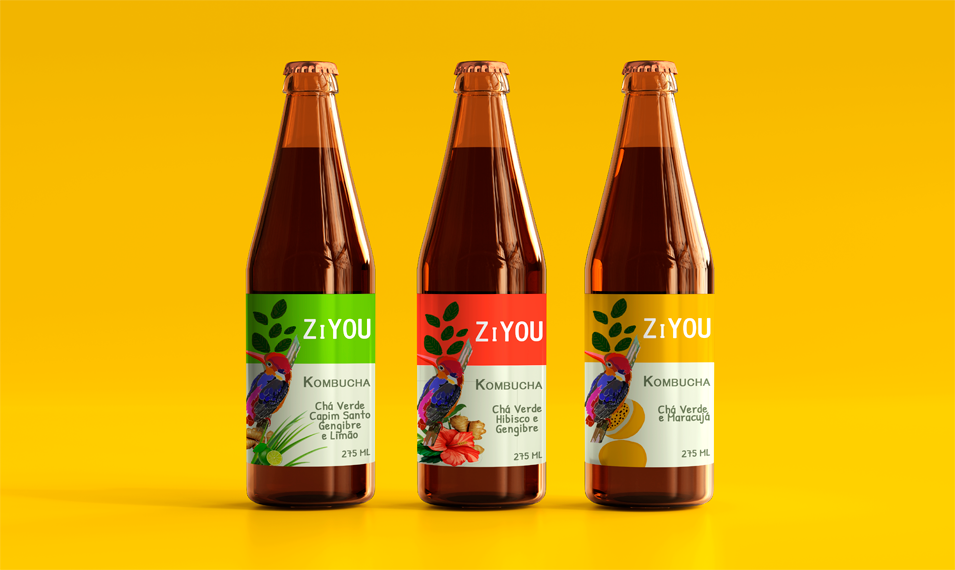 ZiYOU
Kombucha
Chá Verde
Capim Santo
Gengibre
e Limão
275 ML
ZiYOU
Kombucha
Chá Verde
Hibisco e
Gengibre
275 ML
ZiYOU
Kombucha
Chá Verde
e Maracujá
275 ML